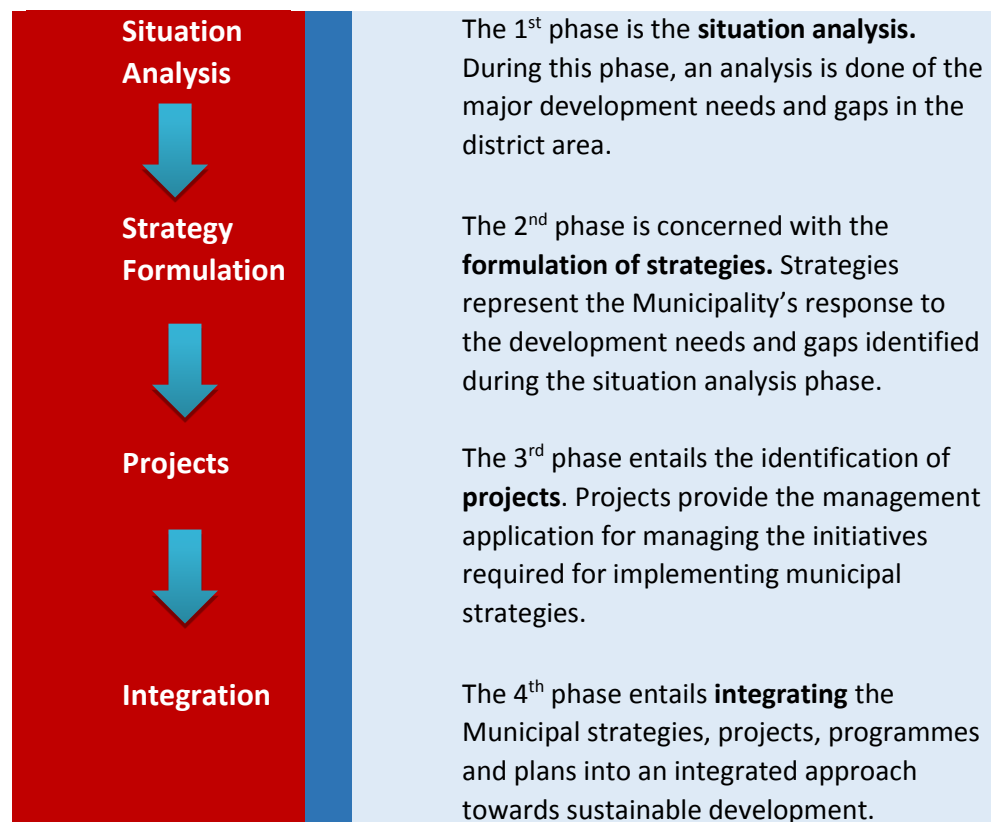 Situation
Analysis
The 1st phase is the situation analysis.
During this phase, an analysis is done of the
major development needs and gaps in the
district area.
Strategy
Formulation
The 2nd phase is concerned with the
formulation of strategies. Strategies
represent the Municipality’s response to
the development needs and gaps identified
during the situation analysis phase.
Projects
The 3rd phase entails the identification of
projects. Projects provide the management
application for managing the initiatives
required for implementing municipal
strategies.
Integration
The 4th phase entails integrating the
Municipal strategies, projects, programmes
and plans into an integrated approach
towards sustainable development.